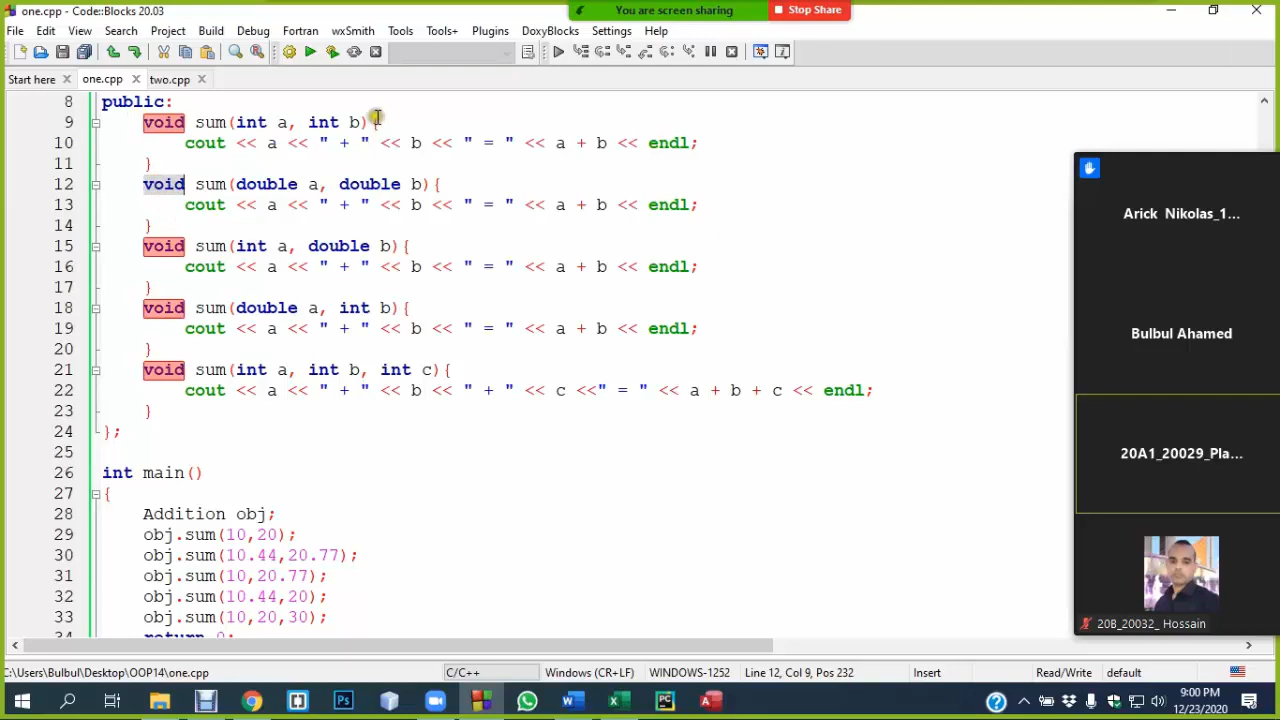 one.cpp - Code::Blocks 20.03
You are screen sharing
Stop Share
File Edit View Search Project Build Debug Fortran wxSmith Tools Tools+ Plugins DoxyBlocks Settings Help
Start here
one.cpp
two.cpp
8 public:
9 void sum(int a, int b){
10 cout << a << " + " << b << " = " << a + b << endl;
11 }
12 void sum(double a, double b){
13 cout << a << " + " << b << " = " << a + b << endl;
14 }
15 void sum(int a, double b){
16 cout << a << " + " << b << " = " << a + b << endl;
17 }
18 void sum(double a, int b){
19 cout << a << " + " << b << " = " << a + b << endl;
20 }
21 void sum(int a, int b, int c){
22 cout << a << " + " << b << " + " << c <<" = " << a + b + c << endl;
23 }
24 };
25
26 int main()
27 {
28 Addition obj;
29 obj.sum(10,20);
30 obj.sum(10.44,20.77);
31 obj.sum(10,20.77);
32 obj.sum(10.44,20);
33 obj.sum(10,20,30);
34 return 0;
Arick Nikolas_1...
Bulbul Ahamed
20A1_20029_Pla...
20B_20032_ Hossain
C:\Users\Bulbul\Desktop\OOP14\one.cpp C/C++ Windows (CR+LF) WINDOWS-1252 Line 12, Col 9, Pos 232 Insert Read/Write default
9:00 PM
12/23/2020